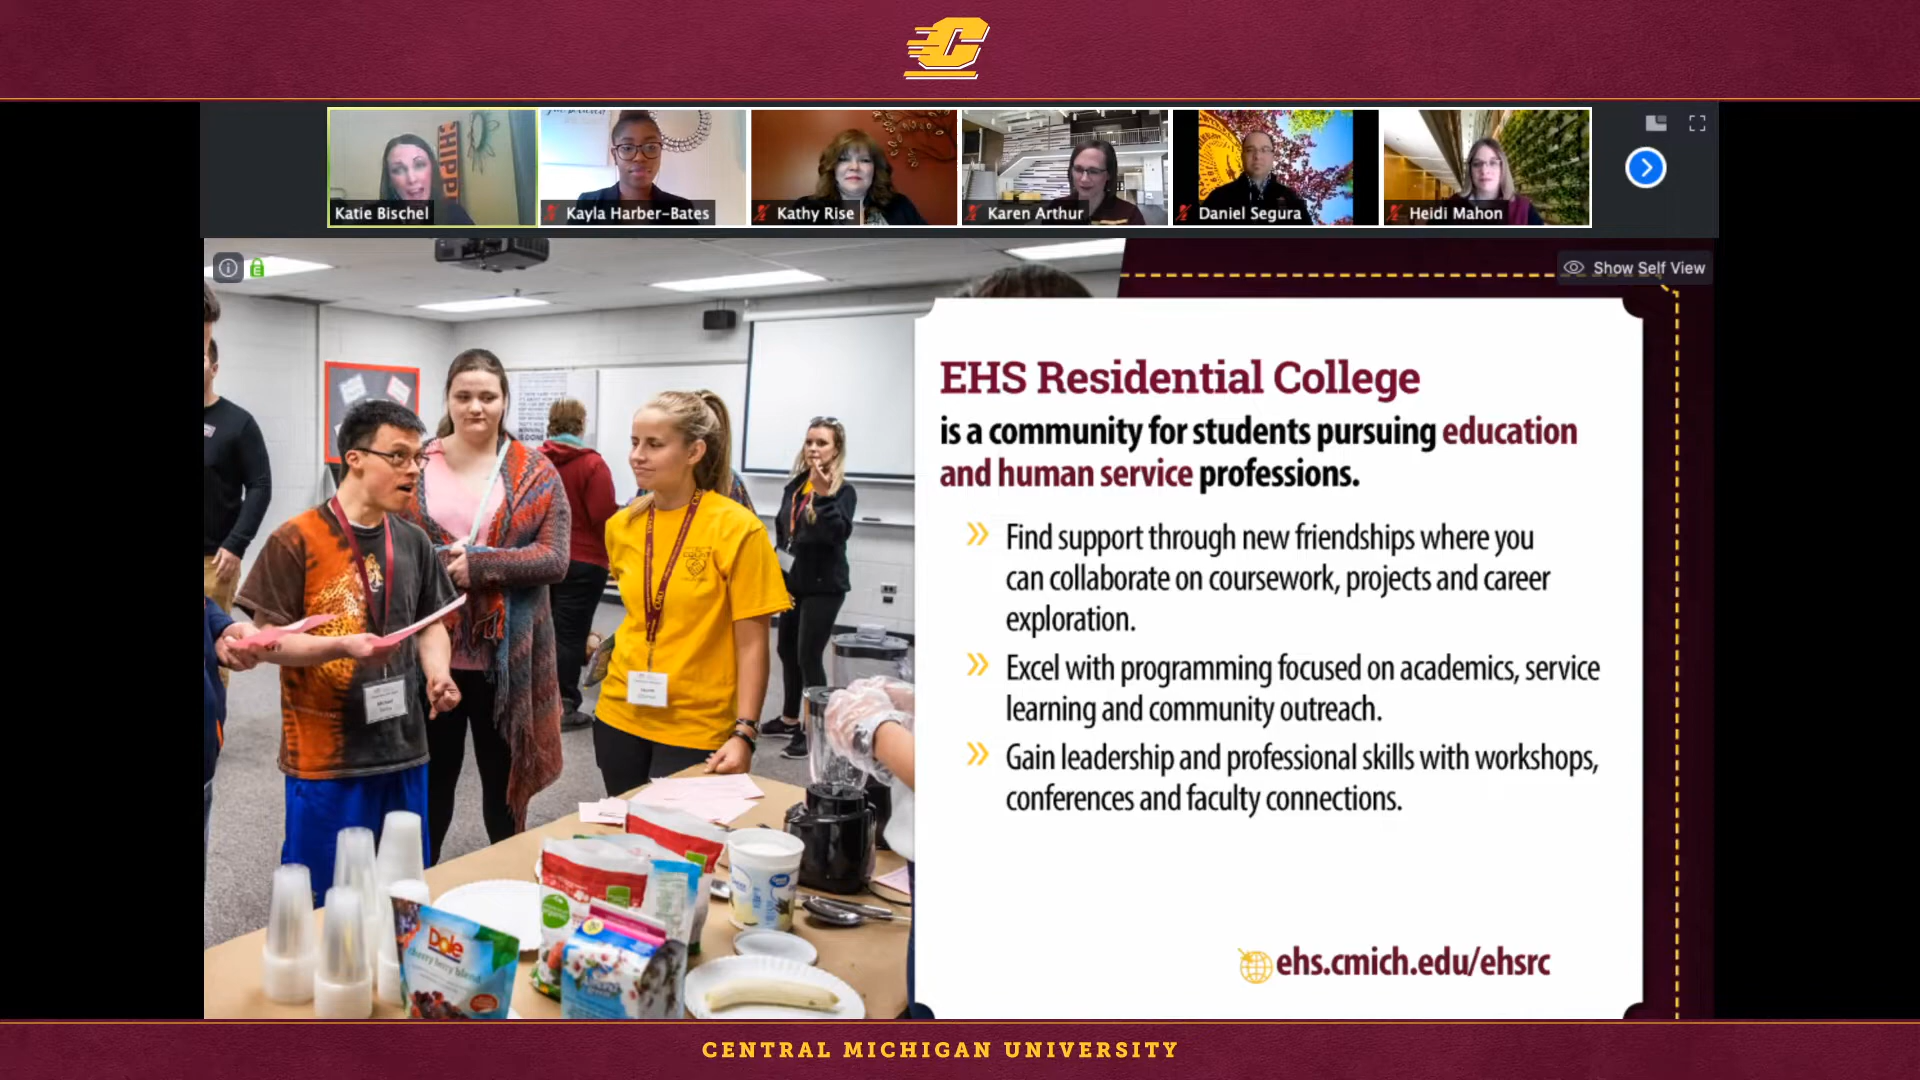 Katie Bischel
Kayla Harber-Bates
Kathy Rise
Karen Arthur
Daniel Segura
Heidi Mahon
Show Self View
EHS Residential College
is a community for students pursuing education
and human service professions.
» Find support through new friendships where you
can collaborate on coursework, projects and career
exploration.
» Excel with programming focused on academics, service
learning and community outreach.
» Gain leadership and professional skills with workshops,
conferences and faculty connections.
ehs.cmich.edu/ehsrc
Dole
cherry berry blend
CENTRAL MICHIGAN UNIVERSITY